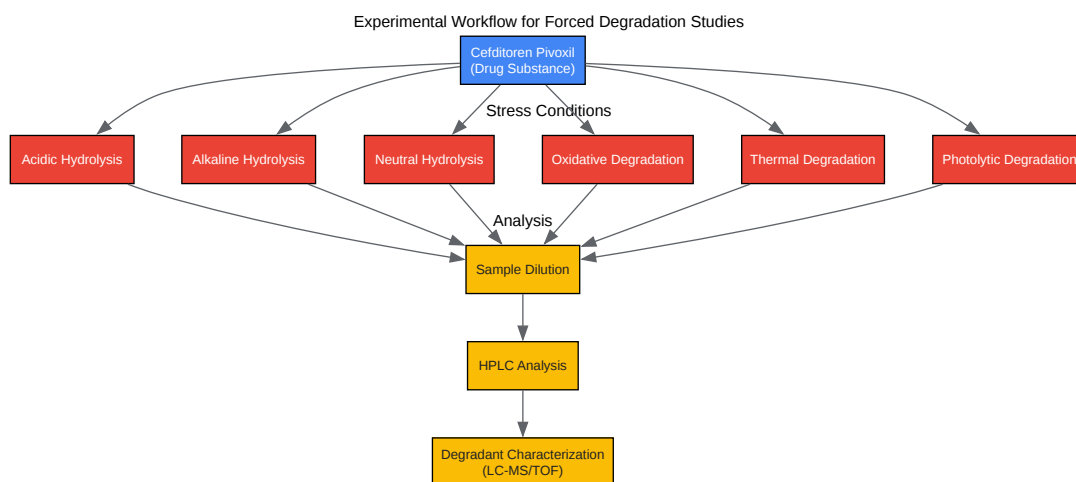 Experimental Workflow for Forced Degradation Studies
Cefditoren Pivoxil
(Drug Substance)
Stress Conditions
Acidic Hydrolysis
Alkaline Hydrolysis
Neutral Hydrolysis
Oxidative Degradation
Thermal Degradation
Photolytic Degradation
Analysis
Sample Dilution
HPLC Analysis
Degradant Characterization
(LC-MS/TOF)